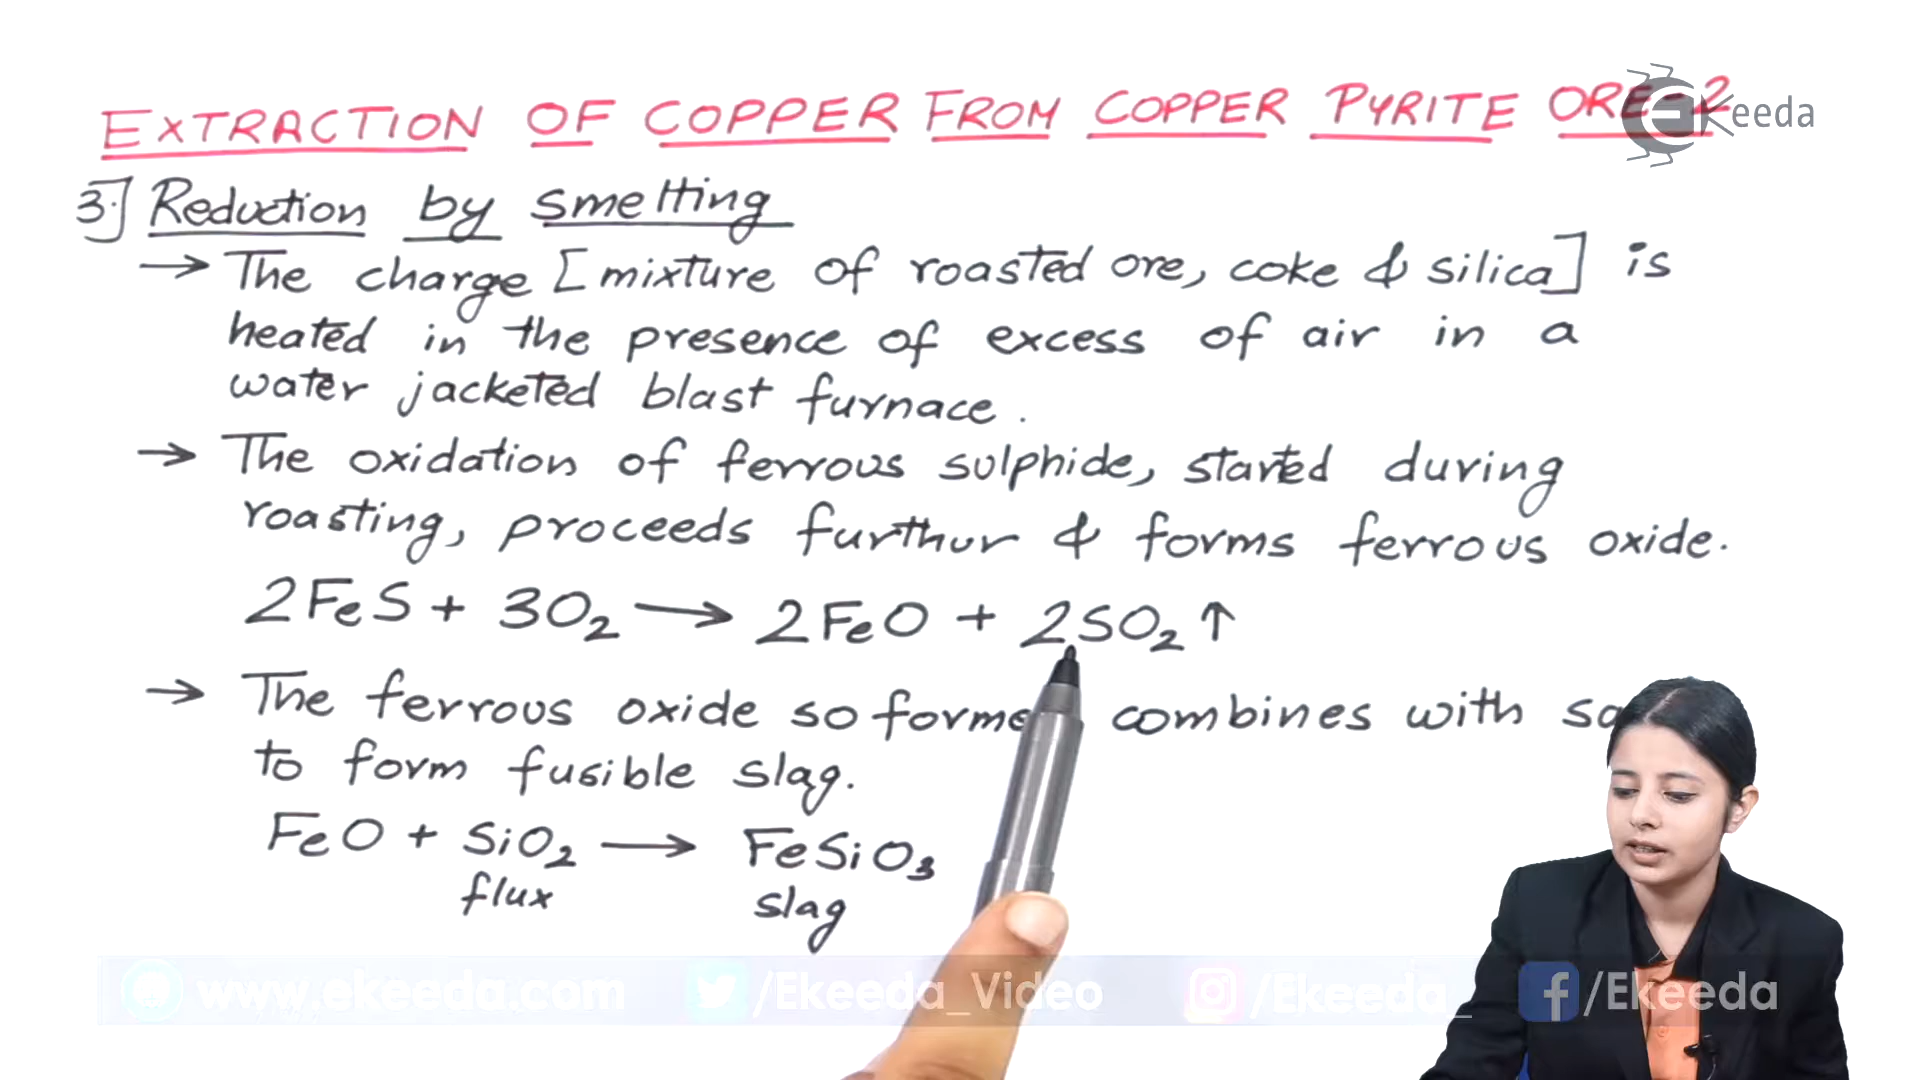 EXTRACTION OF COPPER FROM COPPER PYRITE ORE-2
Keeda
3.] Reduction by smelting
→ The charge [mixture of roasted ore, coke & silica] is
heated in the presence of excess of air in a
water jacketed blast furnace.
→ The oxidation of ferrous sulphide, started during
roasting, proceeds furthur & forms ferrous oxide.
2FeS + 3O₂ → 2FeO + 2SO₂↑
→ The ferrous oxide so forme combines with
to form fusible slag.
FeO + SiO₂ → FeSiO₃
flux slag
www.ekeeda.com /Ekeeda_Video /Ekeeda_ /Ekeeda